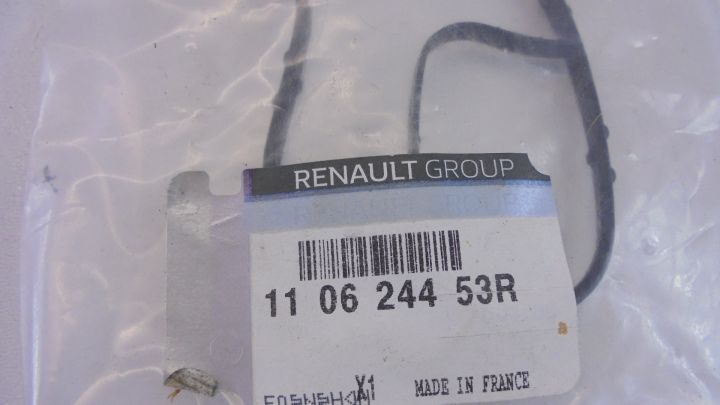 RENAULT GROUP
11 06 244 53R
X1
MADE IN FRANCE